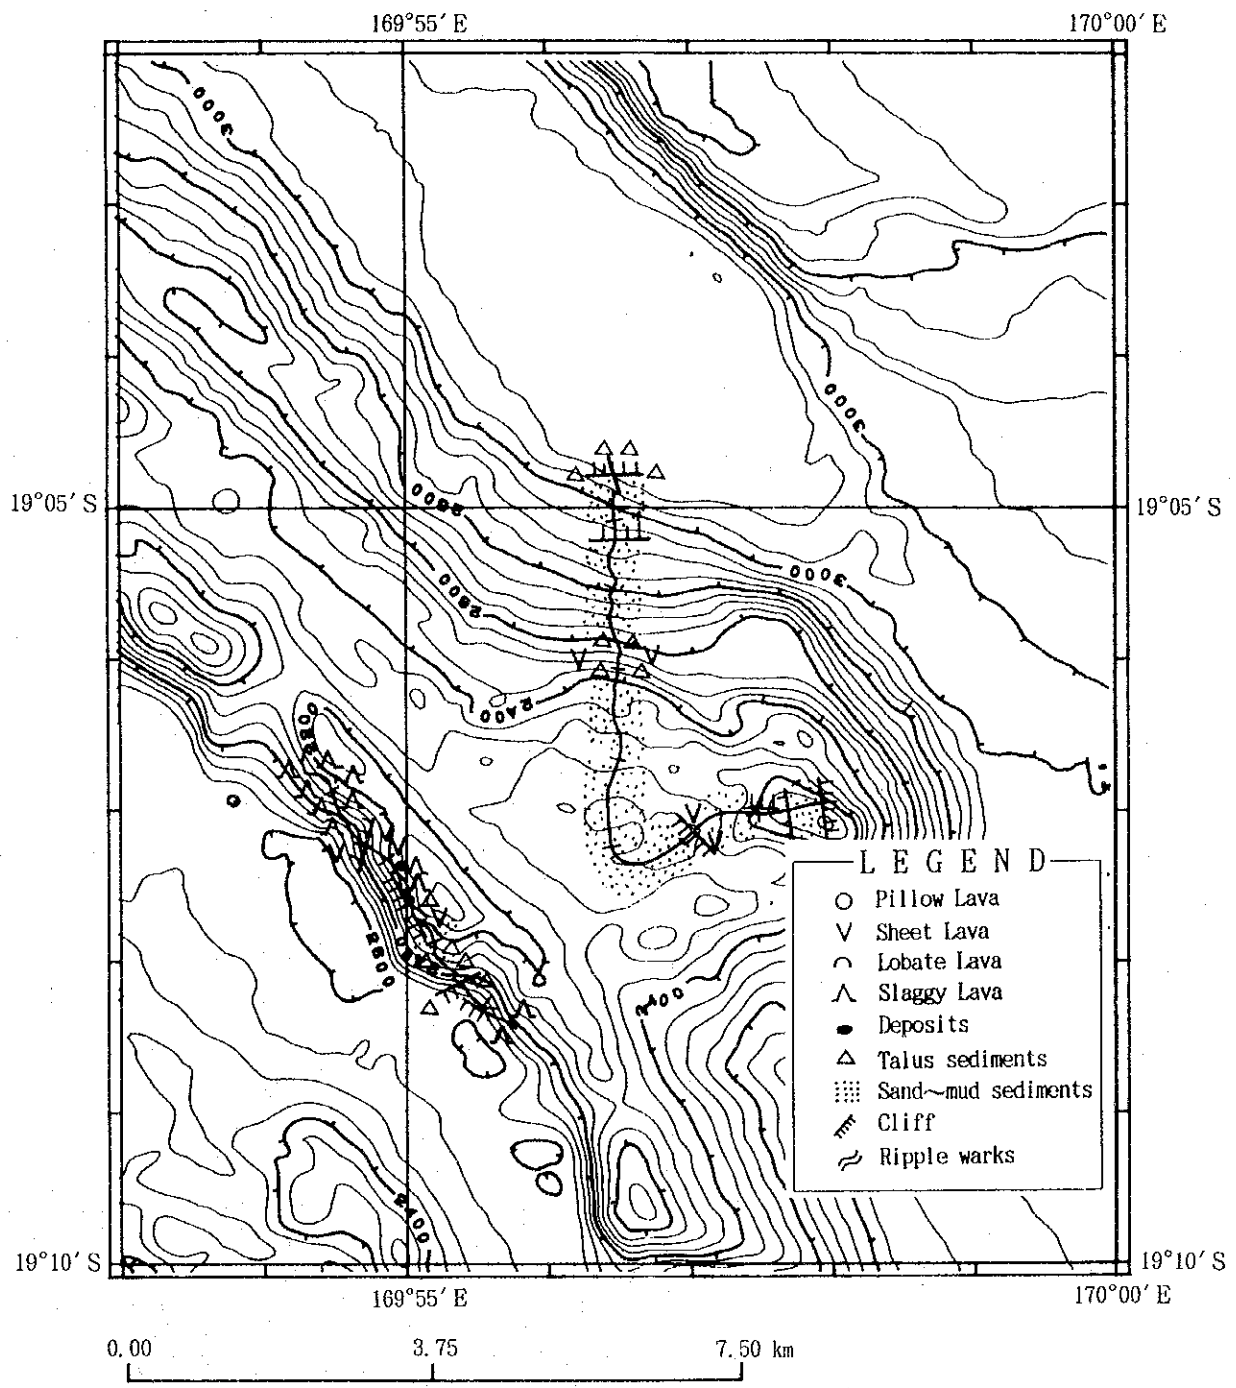 169°55′E 170°00′E
3000
3000
19°05′S 19°05′S
2800
3000
2600
2400
2200
LEGEND
Pillow Lava
Sheet Lava
Lobate Lava
Slaggy Lava
Deposits
Talus sediments
Sand~mud sediments
Cliff
Ripple warks
2600
2400
2400
19°10′S 19°10′S
169°55′E 170°00′E
0.00 3.75 7.50 km